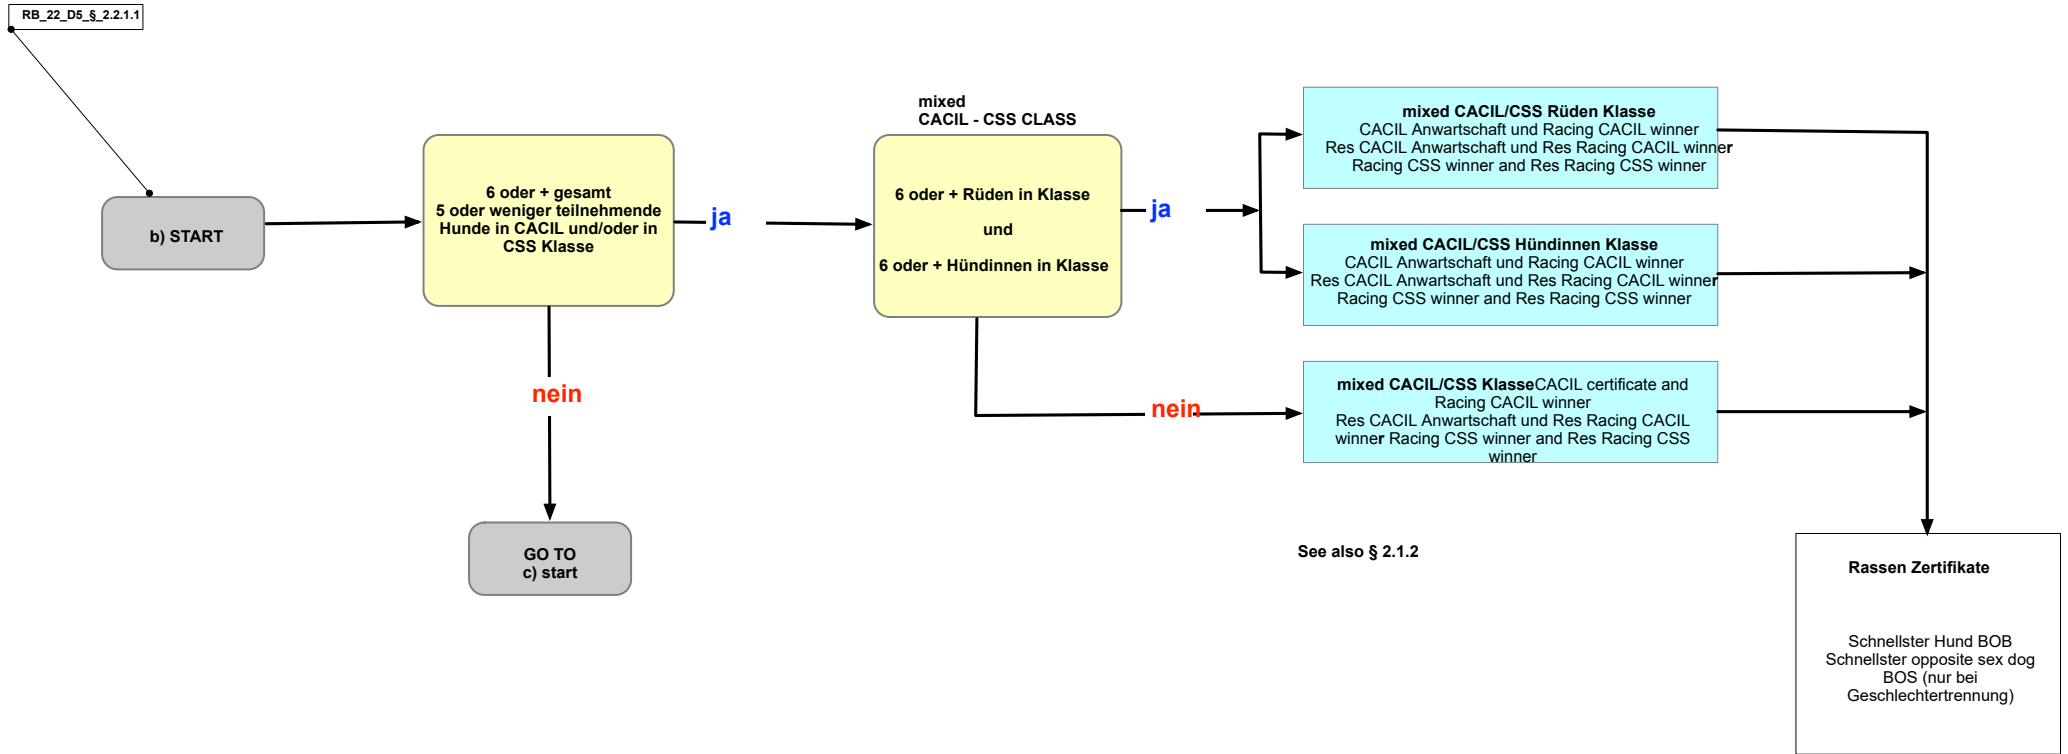 RB_22_D5_§_2.2.1.1
b) START
6 oder + gesamt
5 oder weniger teilnehmende
Hunde in CACIL und/oder in
CSS Klasse
ja
nein
GO TO
c) start
mixed
CACIL - CSS CLASS
6 oder + Rüden in Klasse
und
6 oder + Hündinnen in Klasse
ja
nein
mixed CACIL/CSS Rüden Klasse
CACIL Anwartschaft und Racing CACIL winner
Res CACIL Anwartschaft und Res Racing CACIL winner
Racing CSS winner and Res Racing CSS winner
mixed CACIL/CSS Hündinnen Klasse
CACIL Anwartschaft und Racing CACIL winner
Res CACIL Anwartschaft und Res Racing CACIL winner
Racing CSS winner and Res Racing CSS winner
mixed CACIL/CSS KlasseCACIL certificate and
Racing CACIL winner
Res CACIL Anwartschaft und Res Racing CACIL
winner Racing CSS winner and Res Racing CSS
winner
See also § 2.1.2
Rassen Zertifikate
Schnellster Hund BOB
Schnellster opposite sex dog
BOS (nur bei
Geschlechtertrennung)